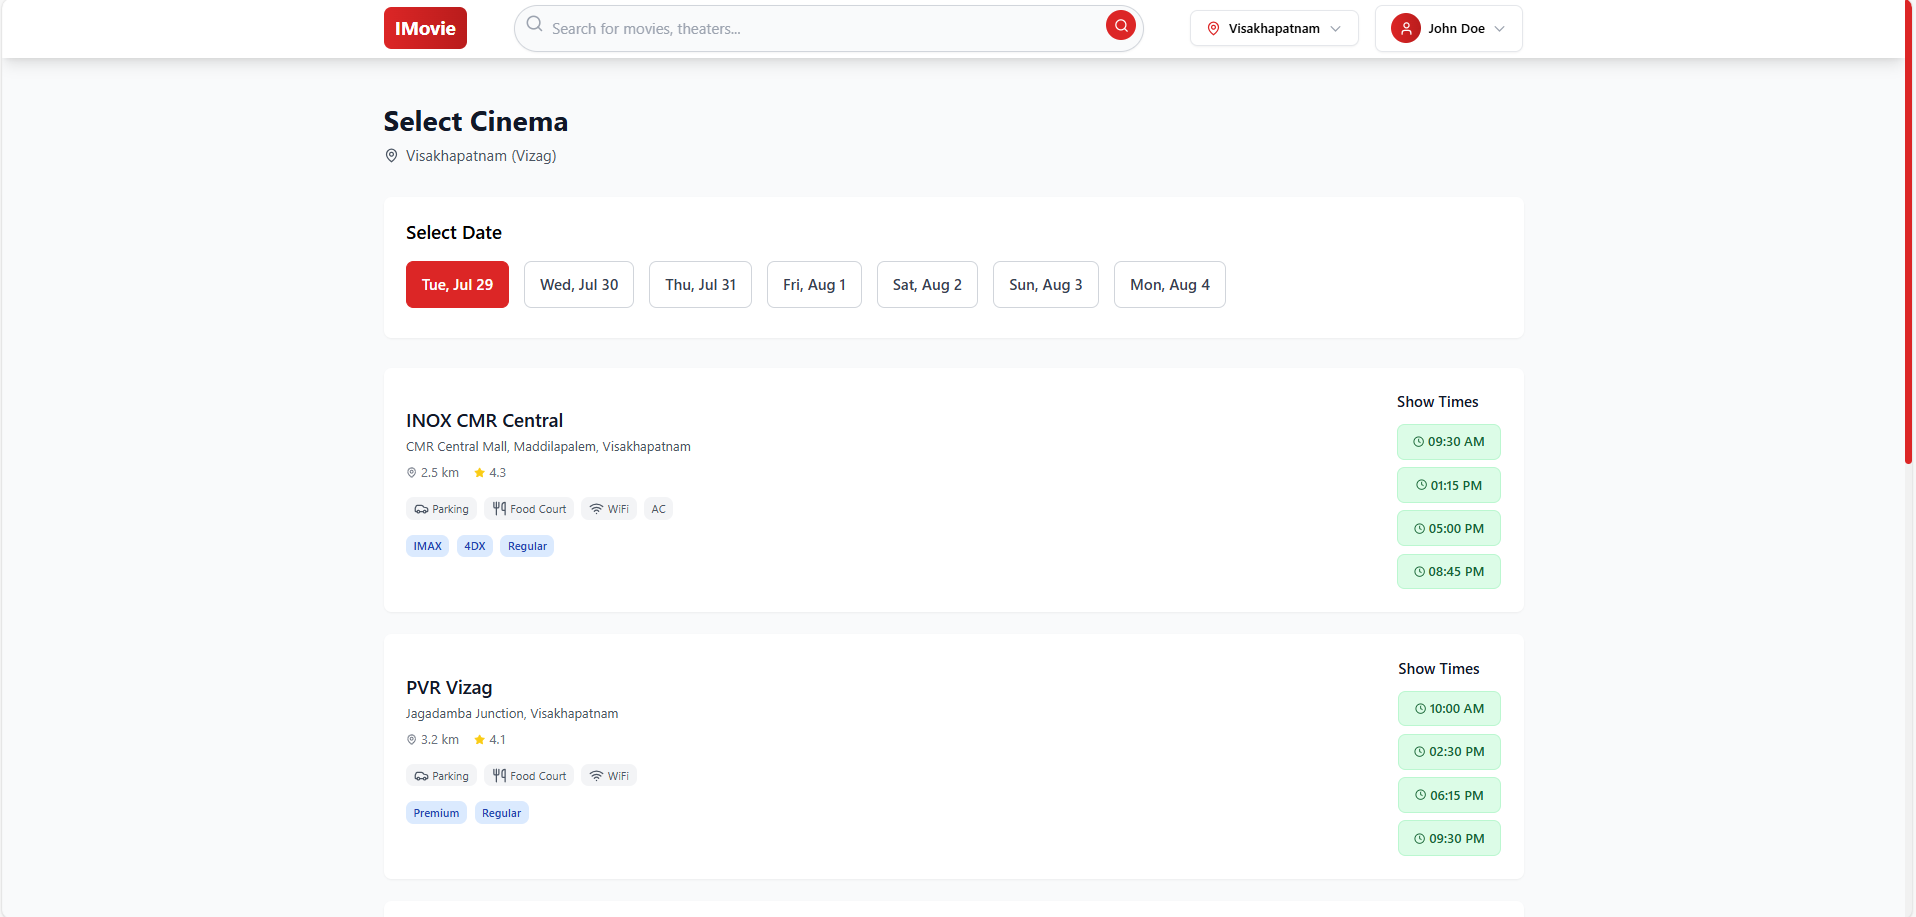 IMovie
Search for movies, theaters...
Visakhapatnam
John Doe
Select Cinema
Visakhapatnam (Vizag)
Select Date
Tue, Jul 29
Wed, Jul 30
Thu, Jul 31
Fri, Aug 1
Sat, Aug 2
Sun, Aug 3
Mon, Aug 4
INOX CMR Central
CMR Central Mall, Maddilapalem, Visakhapatnam
2.5 km 4.3
Parking Food Court WiFi AC
IMAX 4DX Regular
Show Times
09:30 AM
01:15 PM
05:00 PM
08:45 PM
PVR Vizag
Jagadamba Junction, Visakhapatnam
3.2 km 4.1
Parking Food Court WiFi
Premium Regular
Show Times
10:00 AM
02:30 PM
06:15 PM
09:30 PM